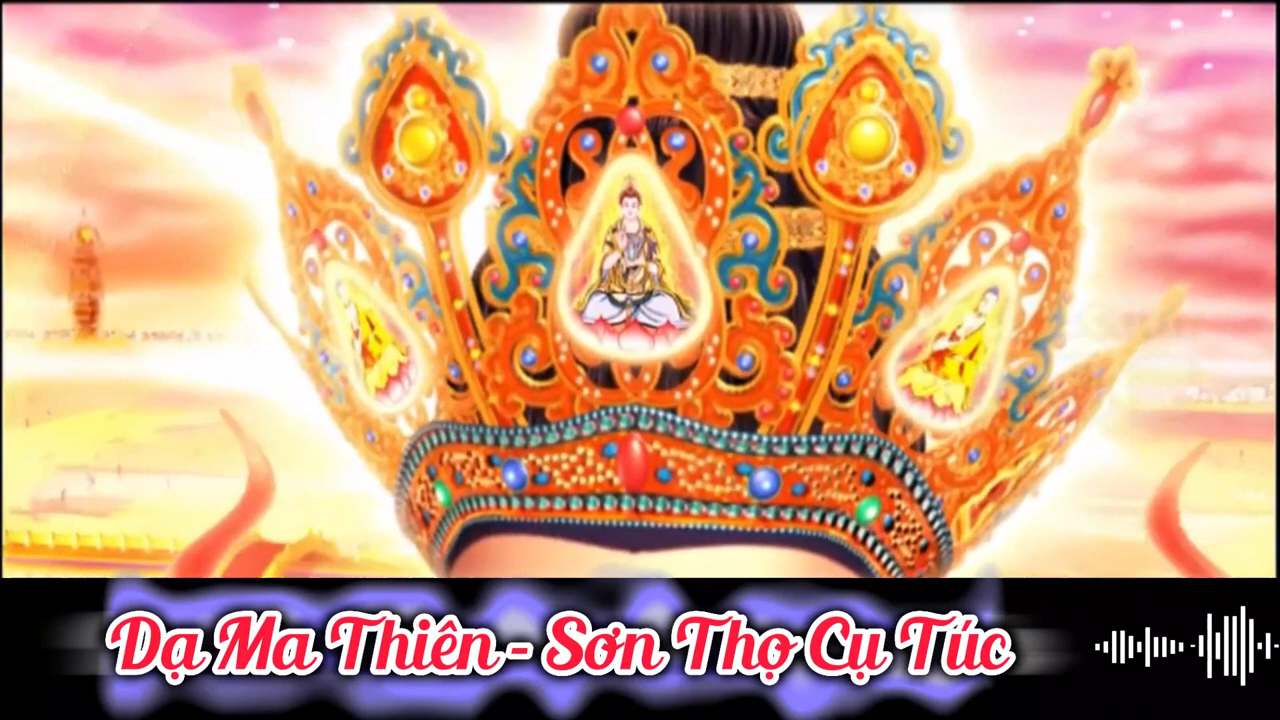 Dạ Ma Thiên - Sơn Thọ Cụ Túc